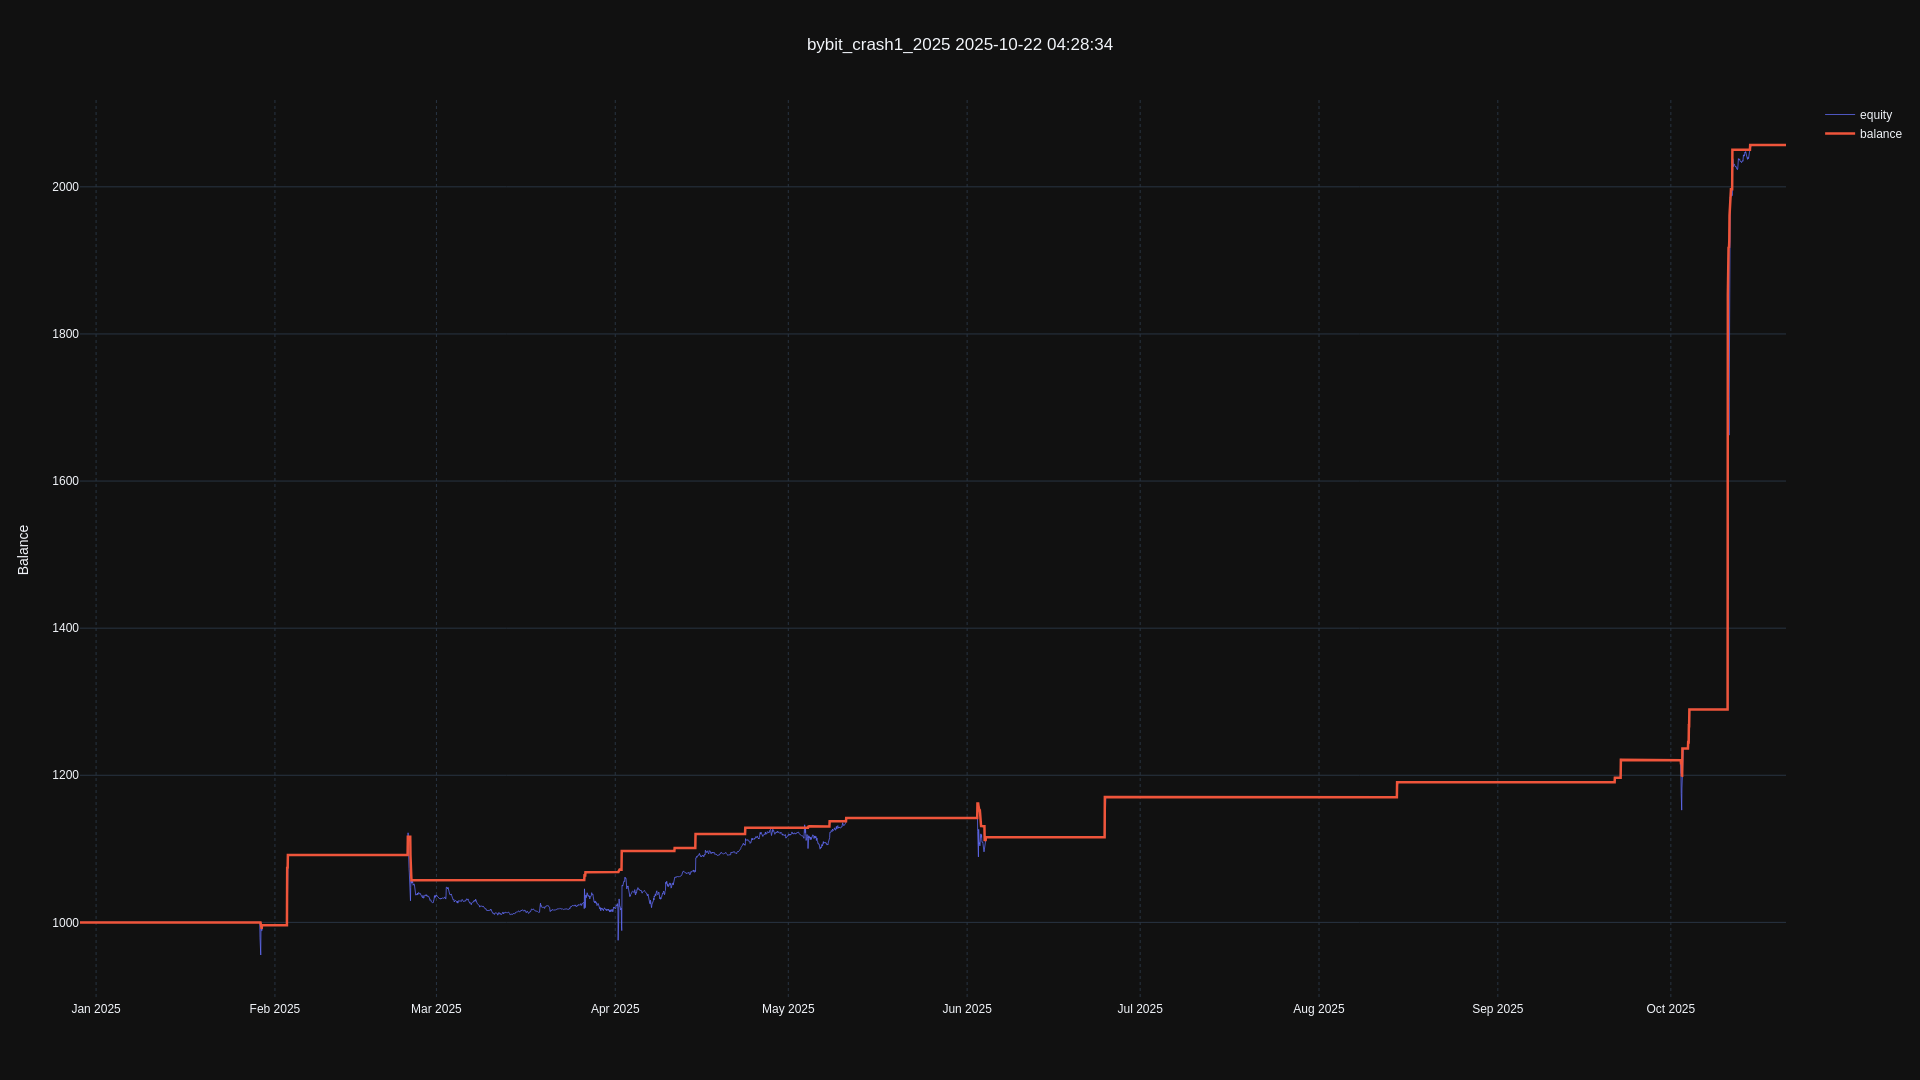 bybit_crash1_2025 2025-10-22 04:28:34
equity
balance
2000
1800
1600
1400
1200
1000
Balance
Jan 2025
Feb 2025
Mar 2025
Apr 2025
May 2025
Jun 2025
Jul 2025
Aug 2025
Sep 2025
Oct 2025